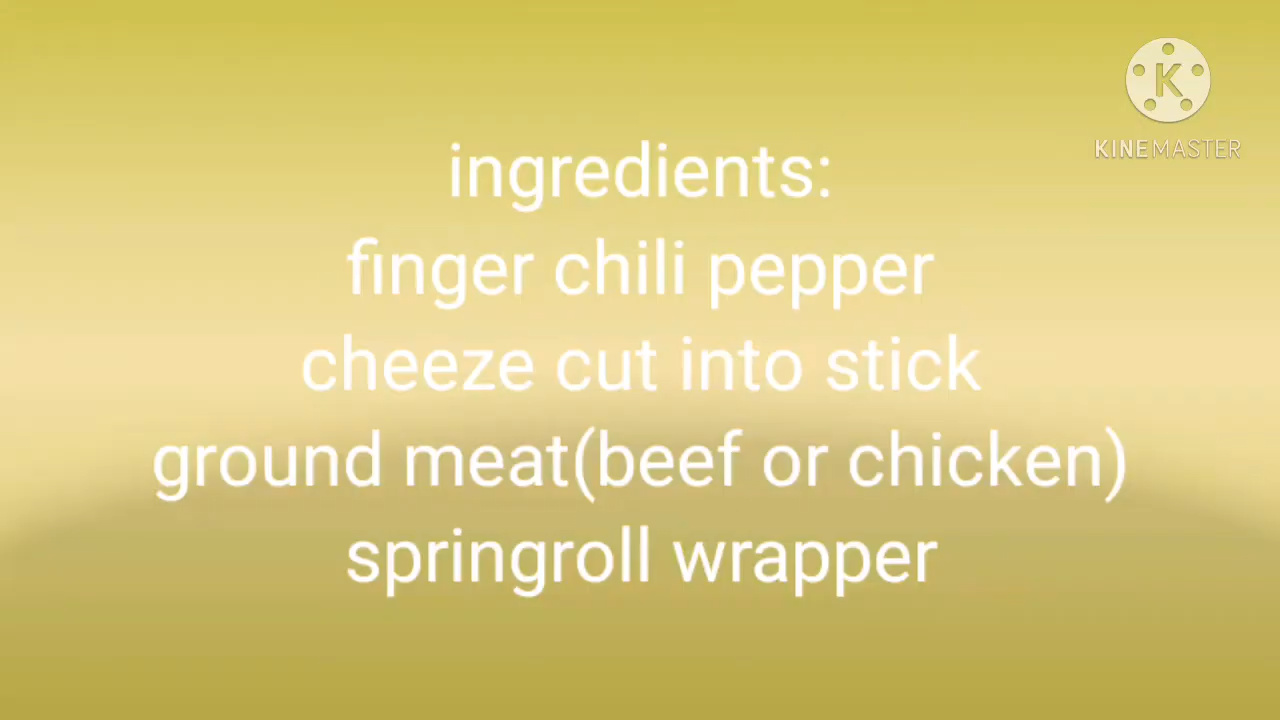 K
KINEMASTER
ingredients:
finger chili pepper
cheeze cut into stick
ground meat(beef or chicken)
springroll wrapper